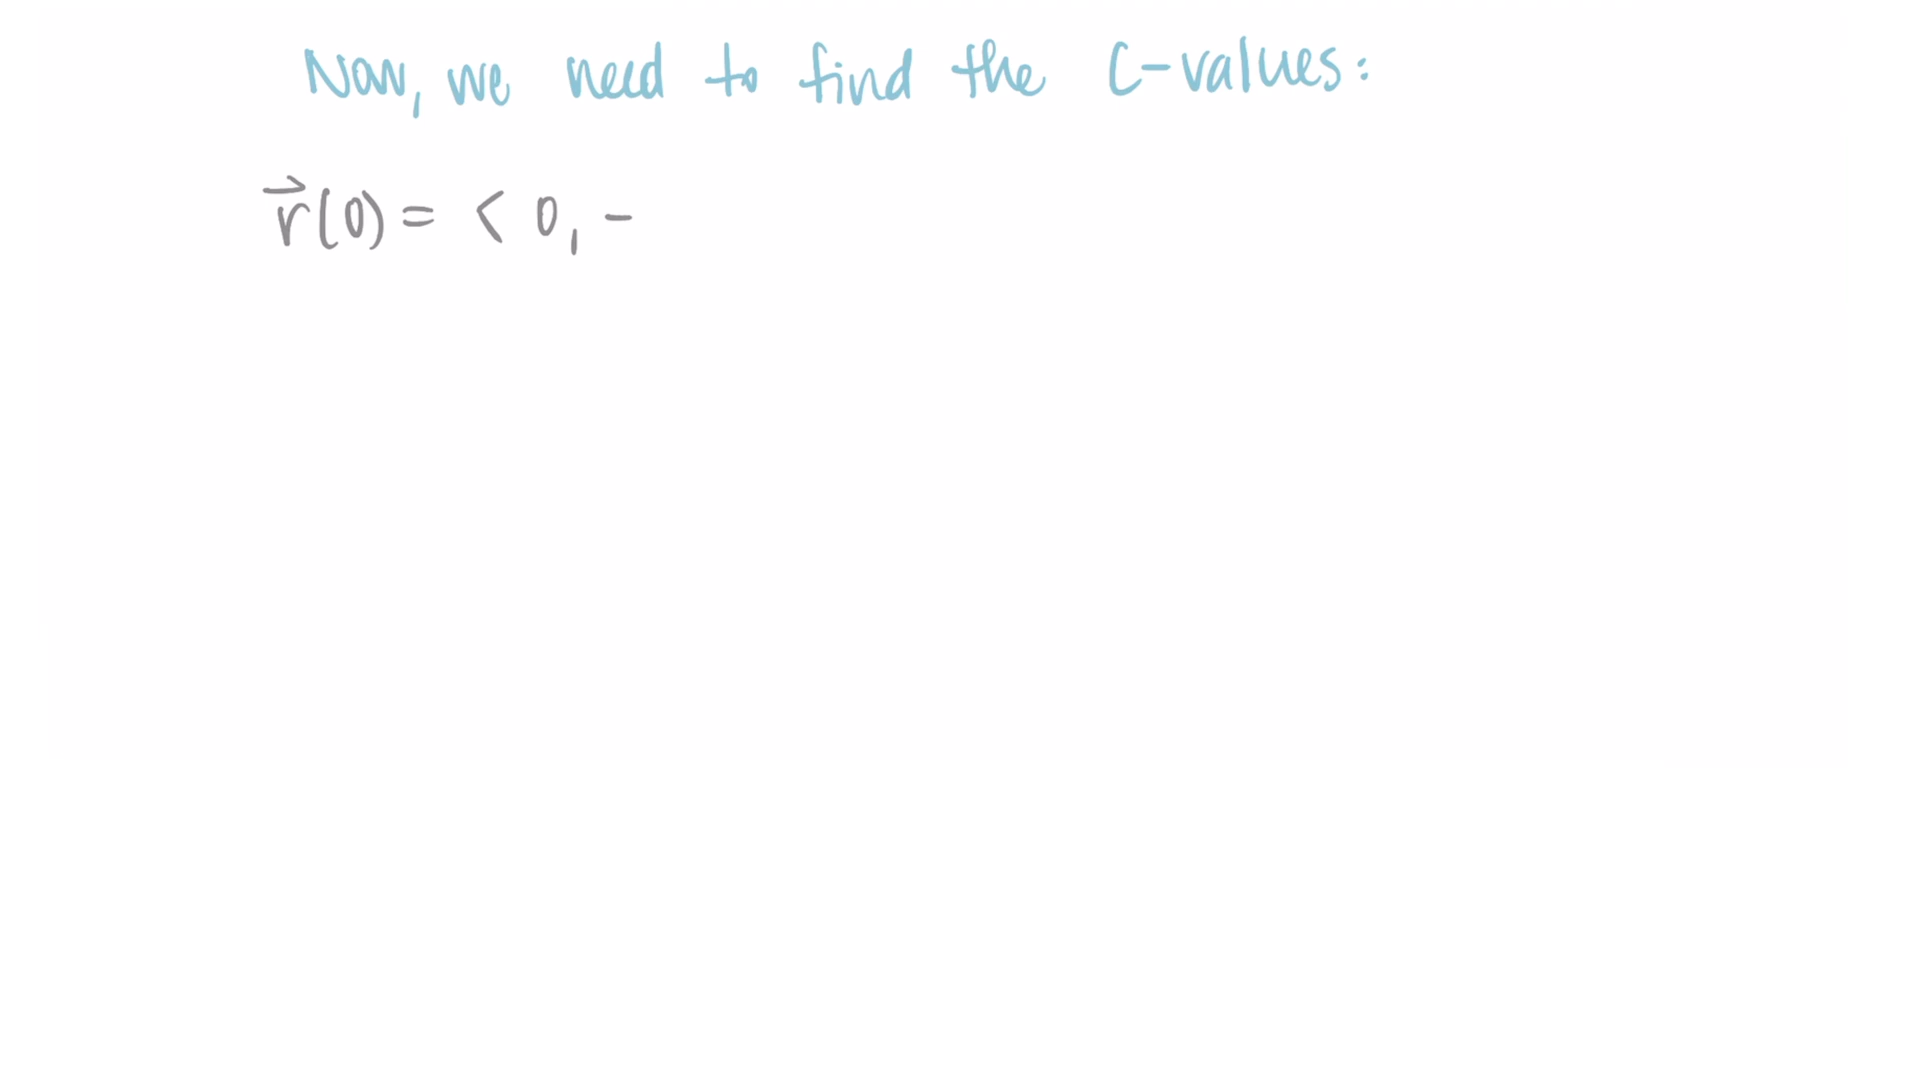 Now, we need to find the C-values:
r⃗(0) = < 0, -